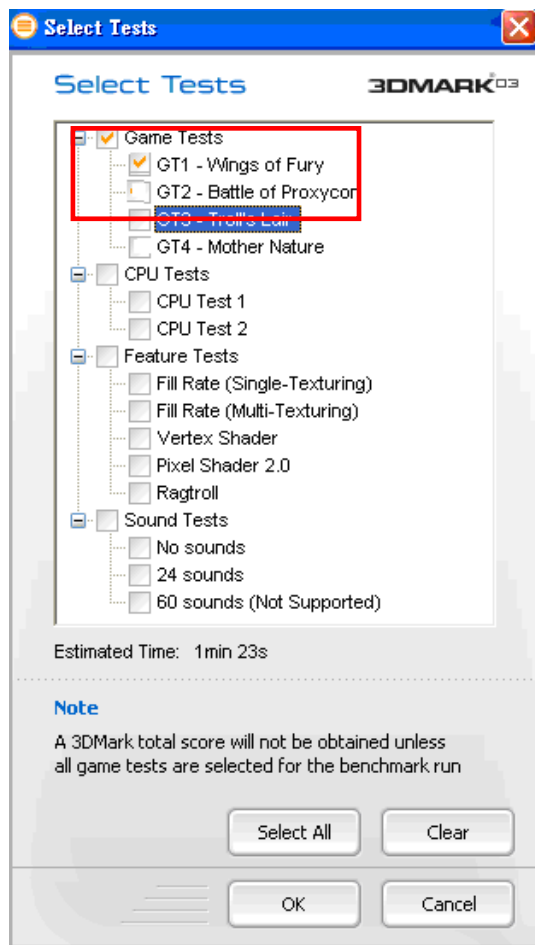 Select Tests
Select Tests
3DMARK03
Game Tests
GT1 - Wings of Fury
GT2 - Battle of Proxycon
GT3 - Troll's Lair
GT4 - Mother Nature
CPU Tests
CPU Test 1
CPU Test 2
Feature Tests
Fill Rate (Single-Texturing)
Fill Rate (Multi-Texturing)
Vertex Shader
Pixel Shader 2.0
Ragtroll
Sound Tests
No sounds
24 sounds
60 sounds (Not Supported)
Estimated Time: 1min 23s
Note
A 3DMark total score will not be obtained unless
all game tests are selected for the benchmark run
Select All
Clear
OK
Cancel